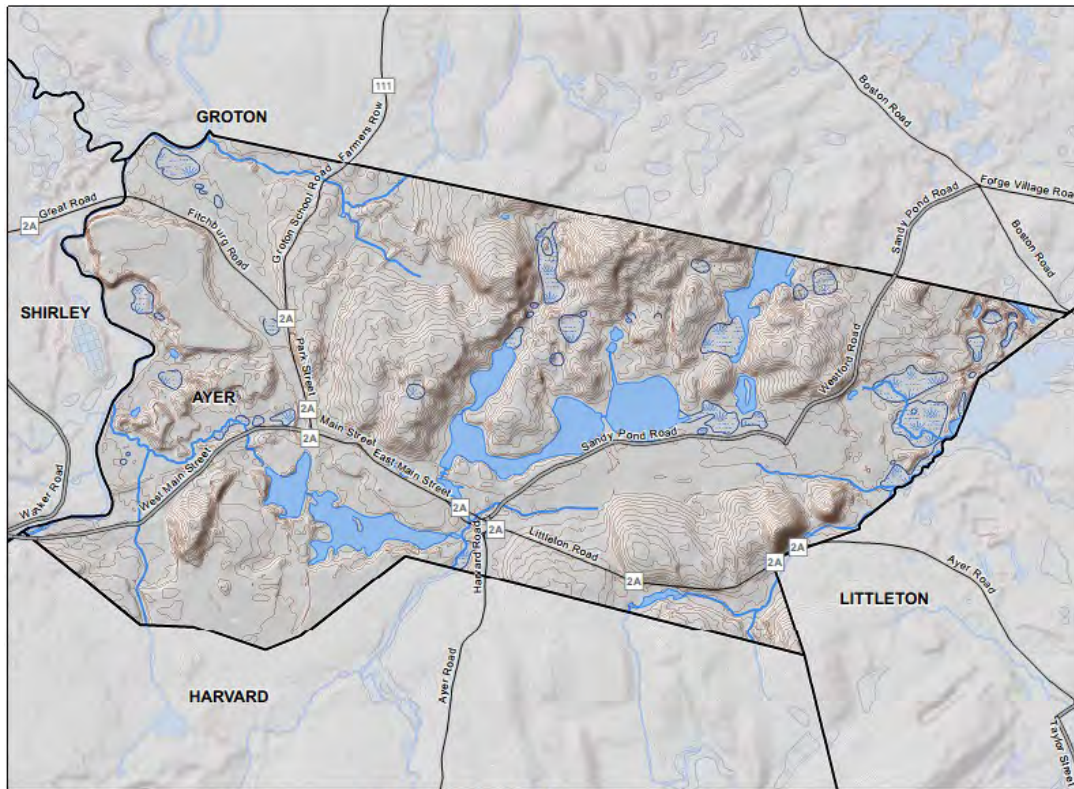 Boston Road
111
GROTON
Farmers Row
Forge Village Roa
Great Road
2A
Fitchburg Road
Groton School Road
Sandy Pond Road
Boston Road
SHIRLEY
2A
Park Street
Westford Road
AYER
2A
2A
Main Street
Sandy Pond Road
East Main Street
West Main Street
Walker Road
2A
2A
Harvard Road
Littleton Road
2A
2A
2A
Ayer Road
LITTLETON
HARVARD
Ayer Road
Taylor Street